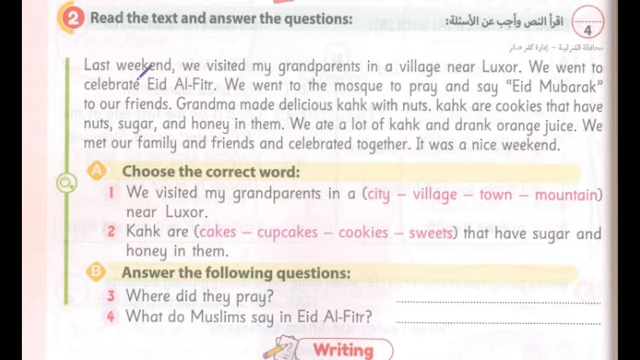 2 Read the text and answer the questions: اقرأ النص وأجب عن الأسئلة:
4
محافظة الشرقية – إدارة كفر صقر
Last weekend, we visited my grandparents in a village near Luxor. We went to
celebrate Eid Al-Fitr. We went to the mosque to pray and say “Eid Mubarak”
to our friends. Grandma made delicious kahk with nuts. kahk are cookies that have
nuts, sugar, and honey in them. We ate a lot of kahk and drank orange juice. We
met our family and friends and celebrated together. It was a nice weekend.
A Choose the correct word:
1 We visited my grandparents in a (city – village – town – mountain)
near Luxor.
2 Kahk are (cakes – cupcakes – cookies – sweets) that have sugar and
honey in them.
B Answer the following questions:
3 Where did they pray?
4 What do Muslims say in Eid Al-Fitr?
Writing